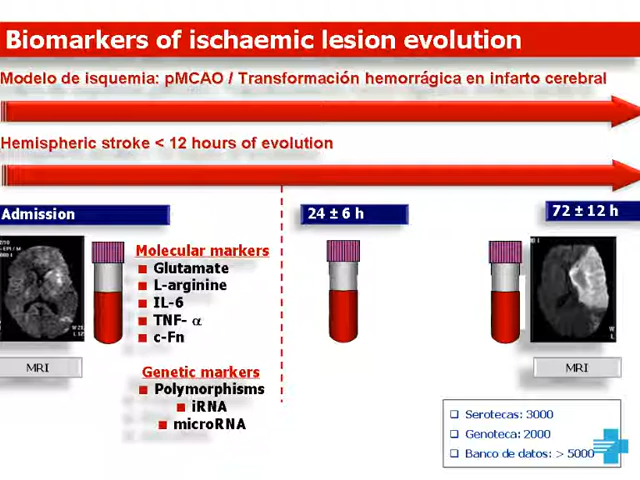 Biomarkers of ischaemic lesion evolution
Modelo de isquemia: pMCAO / Transformación hemorrágica en infarto cerebral
Hemispheric stroke < 12 hours of evolution
Admission
24 ± 6 h
72 ± 12 h
Molecular markers
Glutamate
L-arginine
IL-6
TNF- α
c-Fn
Genetic markers
Polymorphisms
iRNA
microRNA
MRI
MRI
Serotecas: 3000
Genoteca: 2000
Banco de datos: > 5000